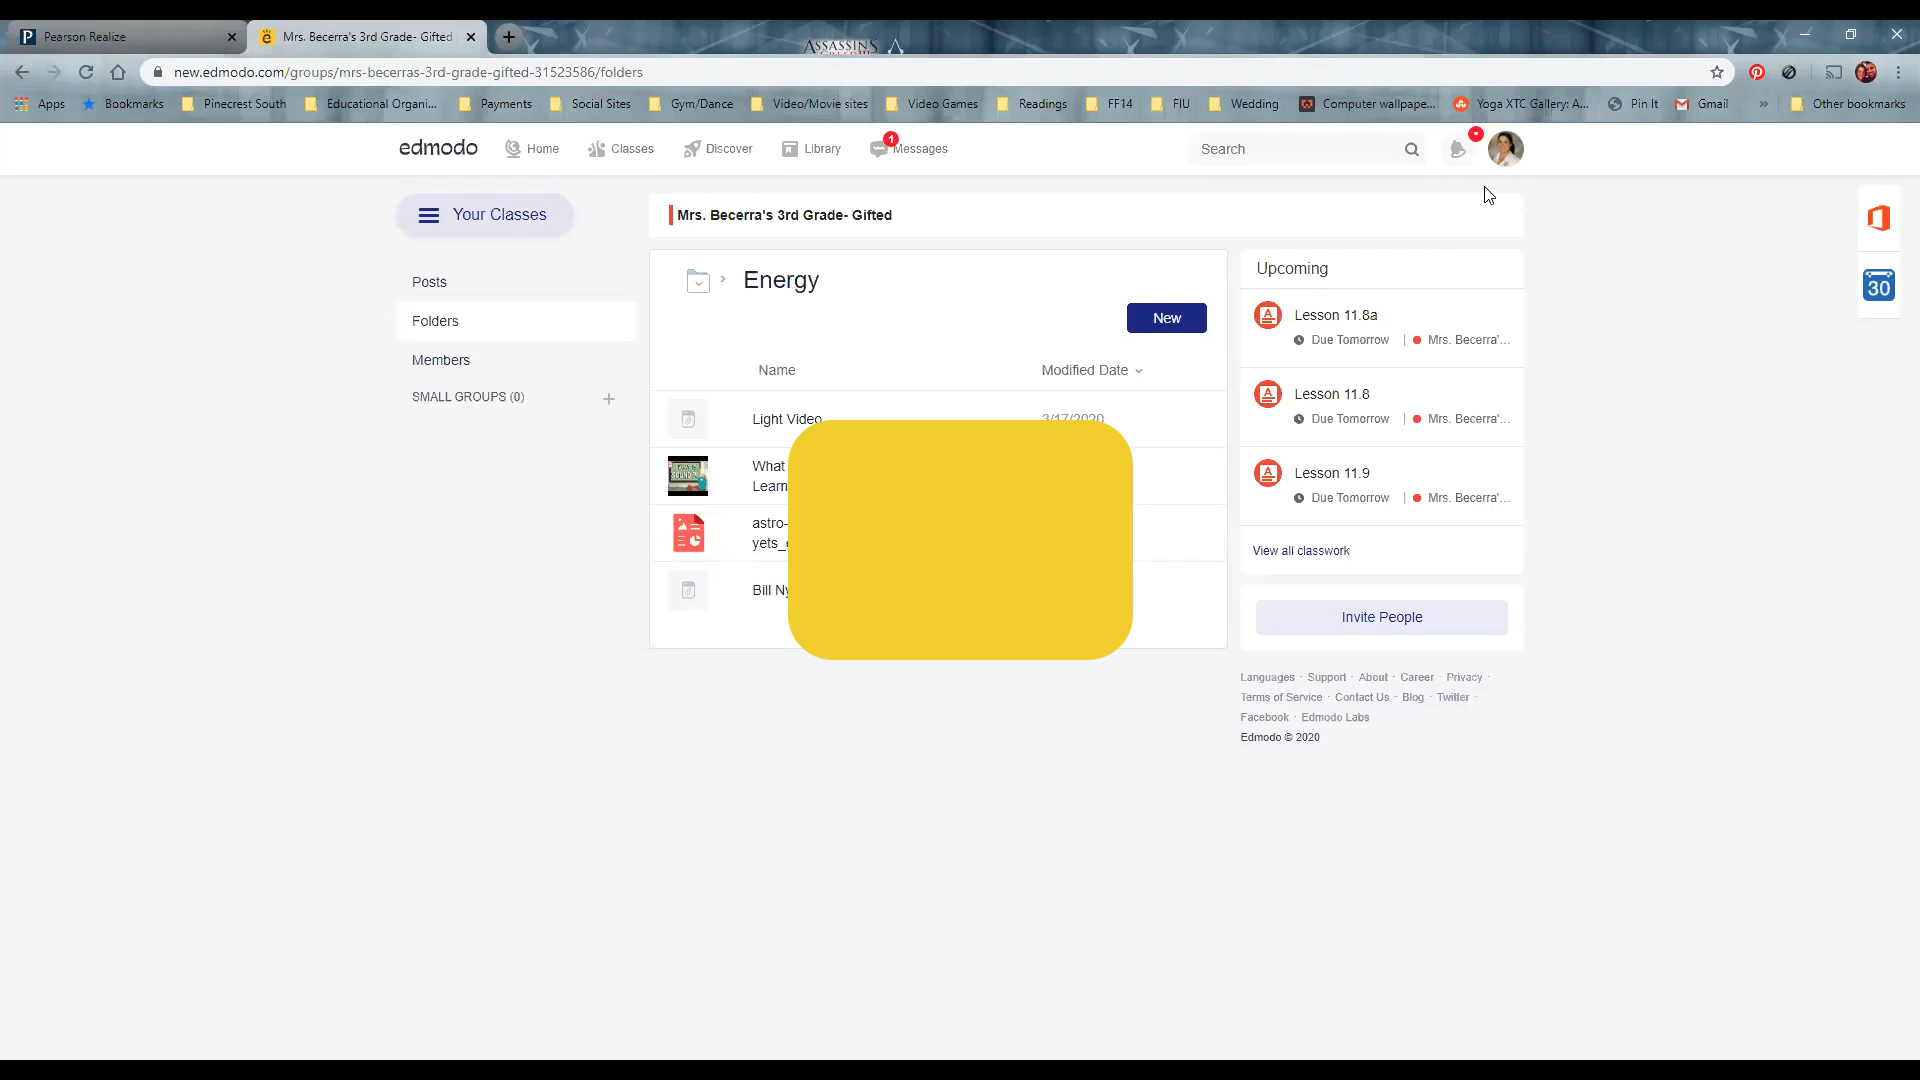 Pearson Realize
Mrs. Becerra's 3rd Grade- Gifted
ASSASSINS
new.edmodo.com/groups/mrs-becerras-3rd-grade-gifted-31523586/folders
Apps
Bookmarks
Pinecrest South
Educational Organi...
Payments
Social Sites
Gym/Dance
Video/Movie sites
Video Games
Readings
FF14
FIU
Wedding
Computer wallpape...
Yoga XTC Gallery: A...
Pin It
Gmail
»
Other bookmarks
edmodo
Home
Classes
Discover
Library
1
Messages
Search
Your Classes
Mrs. Becerra's 3rd Grade- Gifted
Posts
Folders
Members
SMALL GROUPS (0)
Energy
New
Name
Modified Date
Light Video
3/17/2020
What
Learn
astro-
yets_
Bill
Upcoming
Lesson 11.8a
Due Tomorrow | Mrs. Becerra'...
Lesson 11.8
Due Tomorrow | Mrs. Becerra'...
Lesson 11.9
Due Tomorrow | Mrs. Becerra'...
View all classwork
Invite People
Languages · Support · About · Career · Privacy ·
Terms of Service · Contact Us · Blog · Twitter ·
Facebook · Edmodo Labs
Edmodo © 2020
30